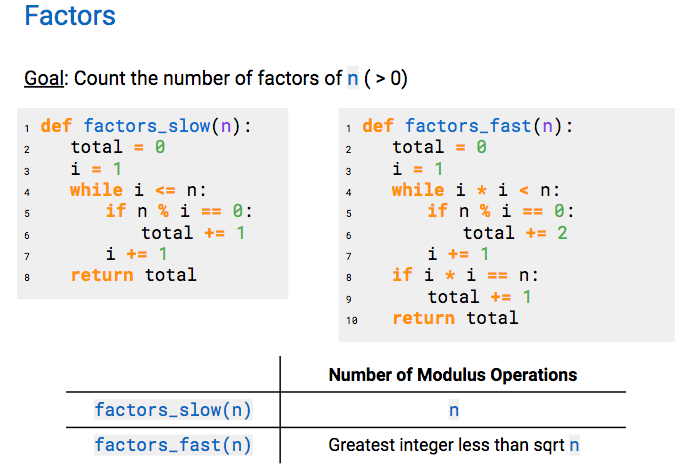 Factors
Goal: Count the number of factors of n ( > 0)
1 def factors_slow(n):
2 total = 0
3 i = 1
4 while i <= n:
5 if n % i == 0:
6 total += 1
7 i += 1
8 return total
1 def factors_fast(n):
2 total = 0
3 i = 1
4 while i * i < n:
5 if n % i == 0:
6 total += 2
7 i += 1
8 if i * i == n:
9 total += 1
10 return total
Number of Modulus Operations
factors_slow(n) n
factors_fast(n) Greatest integer less than sqrt n